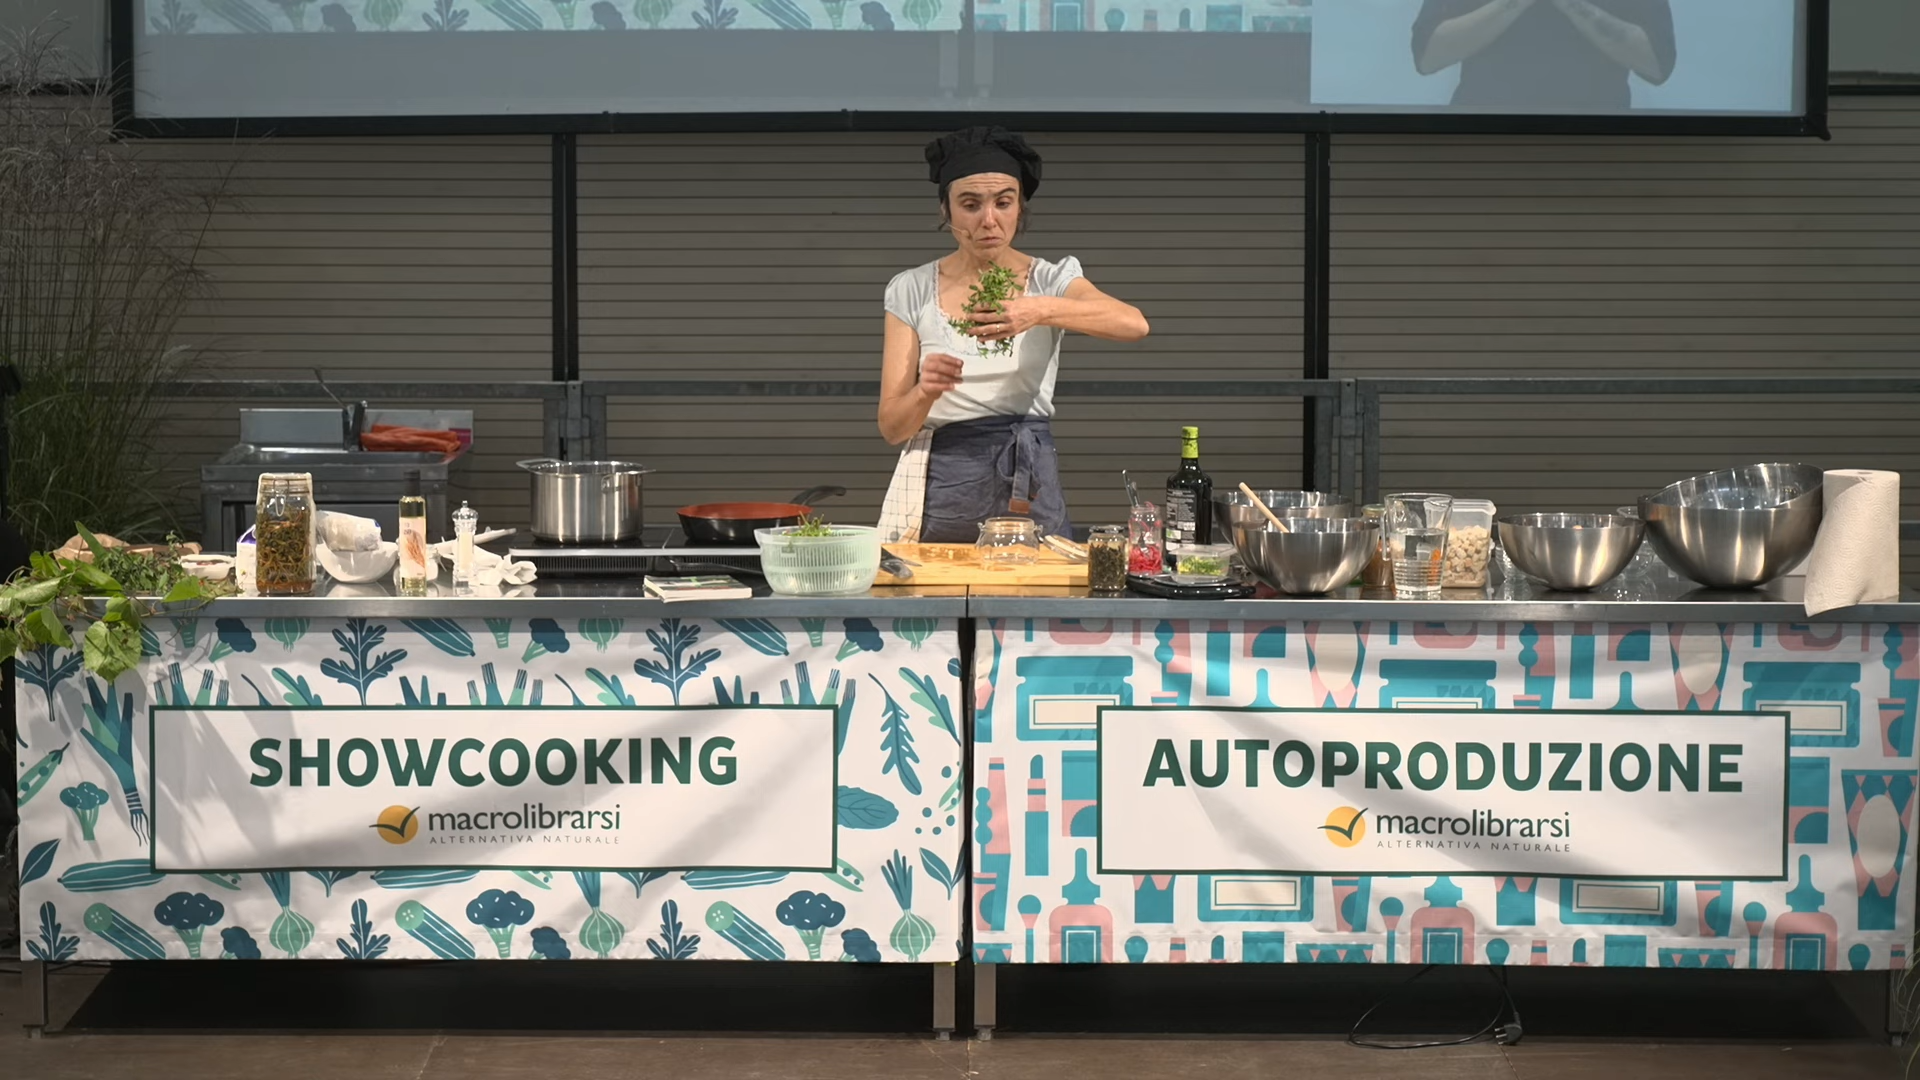 SHOWCOOKING
macrolibrarsi
ALTERNATIVA NATURALE
AUTOPRODUZIONE
macrolibrarsi
ALTERNATIVA NATURALE